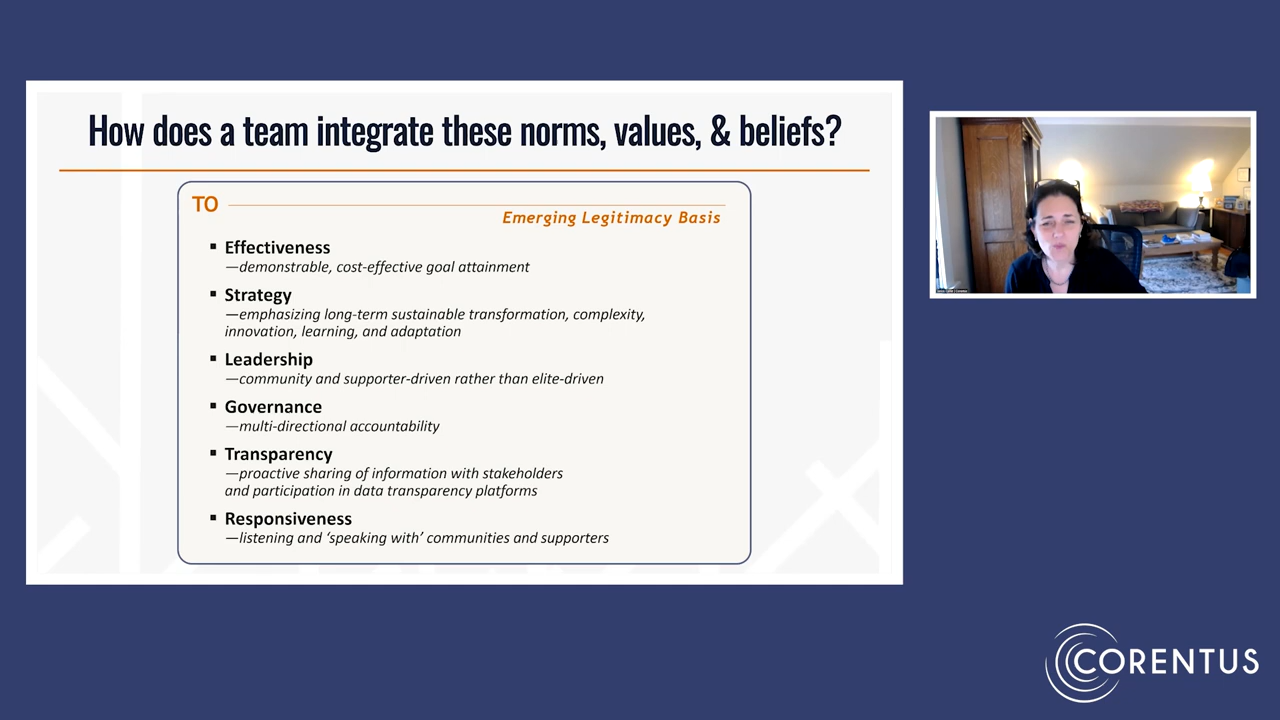 How does a team integrate these norms, values, & beliefs?
TO
Emerging Legitimacy Basis
▪ Effectiveness
—demonstrable, cost-effective goal attainment
▪ Strategy
—emphasizing long-term sustainable transformation, complexity,
innovation, learning, and adaptation
▪ Leadership
—community and supporter-driven rather than elite-driven
▪ Governance
—multi-directional accountability
▪ Transparency
—proactive sharing of information with stakeholders
and participation in data transparency platforms
▪ Responsiveness
—listening and ‘speaking with’ communities and supporters
CORENTUS